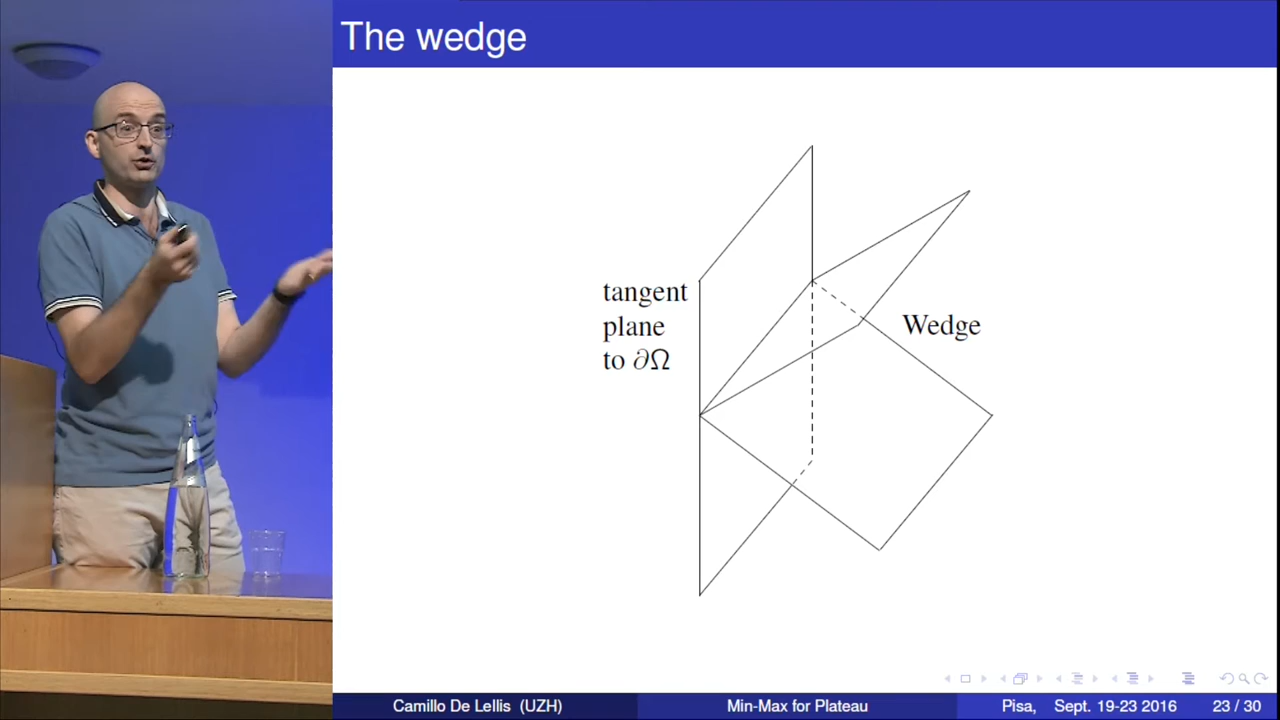 The wedge
tangent
plane
to ∂Ω
Wedge
Camillo De Lellis (UZH)
Min-Max for Plateau
Pisa, Sept. 19-23 2016
23 / 30